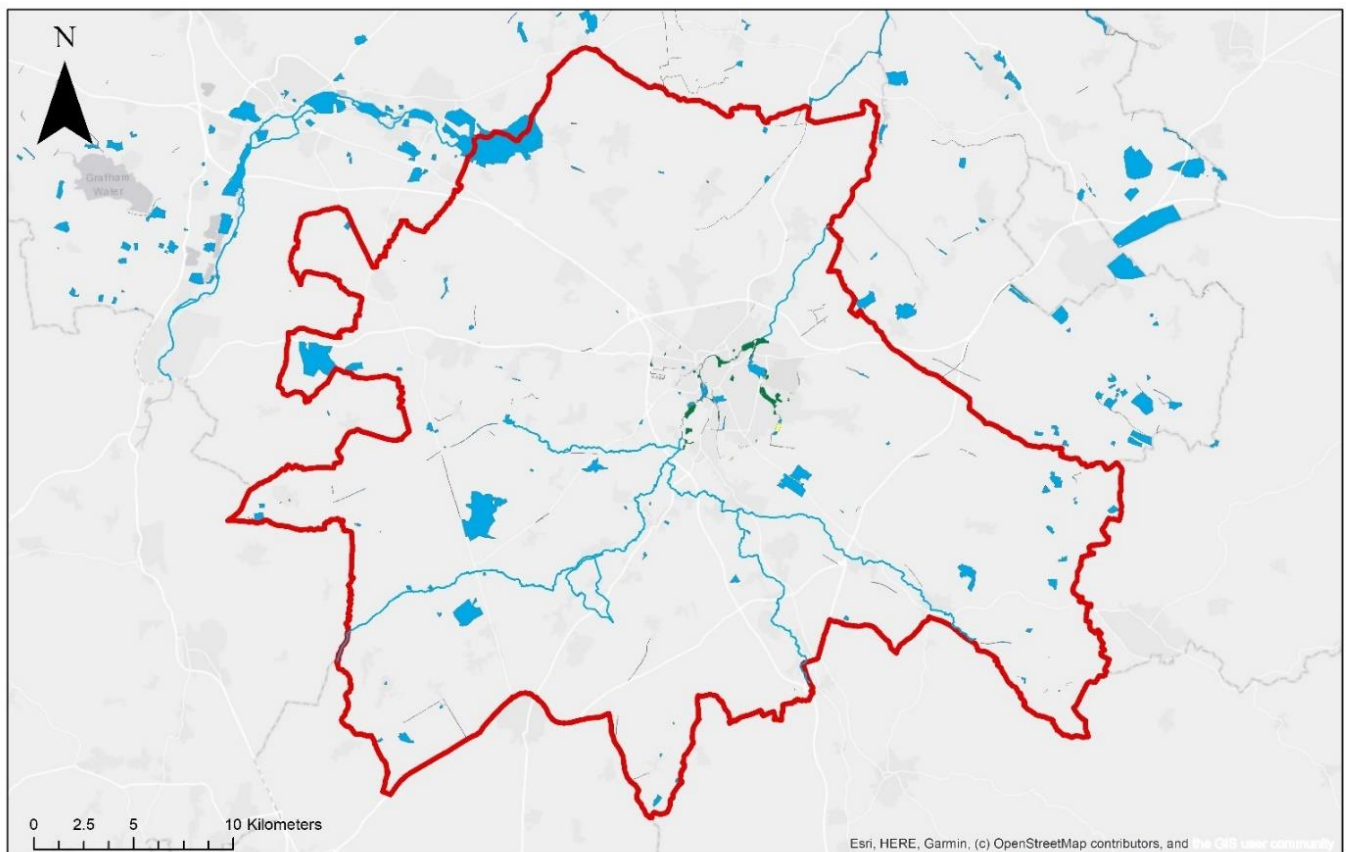 N
Grafham
Water
0 2.5 5 10 Kilometers
Esri, HERE, Garmin, (c) OpenStreetMap contributors, and the GIS user community